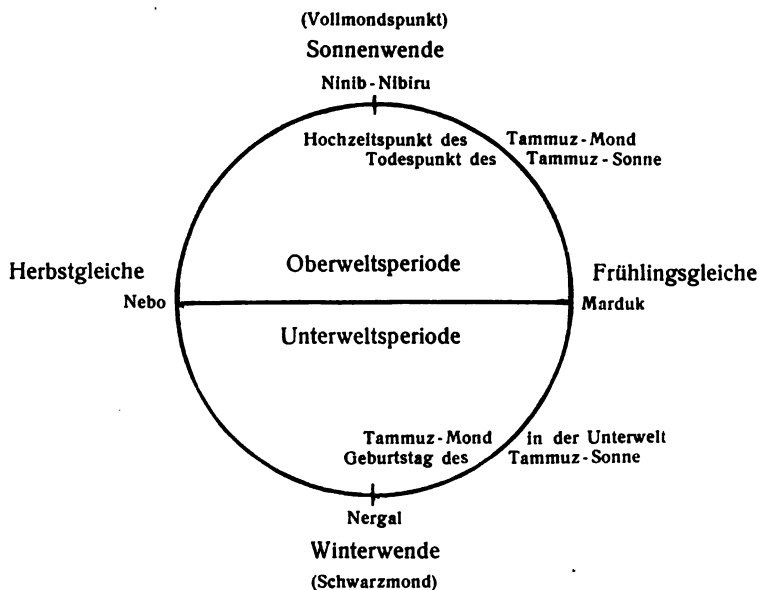 (Vollmondspunkt)
Sonnenwende
Ninib-Nibiru
Hochzeitspunkt des Tammuz-Mond
Todespunkt des Tammuz-Sonne
Herbstgleiche
Oberweltsperiode
Frühlingsgleiche
Nebo
Marduk
Unterweltsperiode
Tammuz-Mond in der Unterwelt
Geburtstag des Tammuz-Sonne
Nergal
Winterwende
(Schwarzmond)